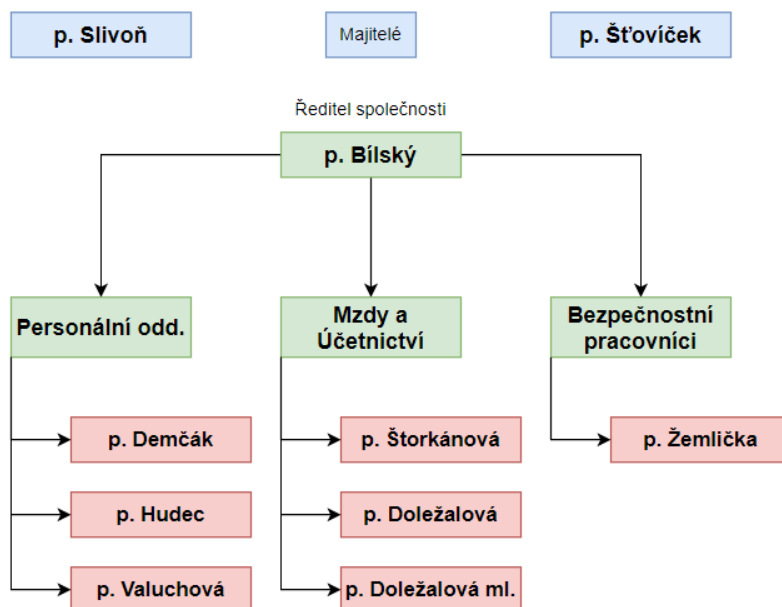 p. Slivoň
Majitelé
p. Šťovíček
Ředitel společnosti
p. Bílský
Personální odd.
Mzdy a
Účetnictví
Bezpečnostní
pracovníci
p. Demčák
p. Štorkánová
p. Žemlička
p. Hudec
p. Doležalová
p. Valuchová
p. Doležalová ml.